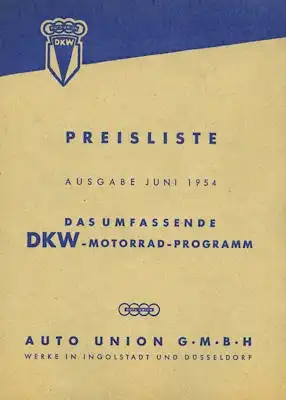 DKW
PREISLISTE
AUSGABE JUNI 1954
DAS UMFASSENDE
DKW-MOTORRAD-PROGRAMM
AUTO UNION G·M·B·H
WERKE IN INGOLSTADT UND DÜSSELDORF